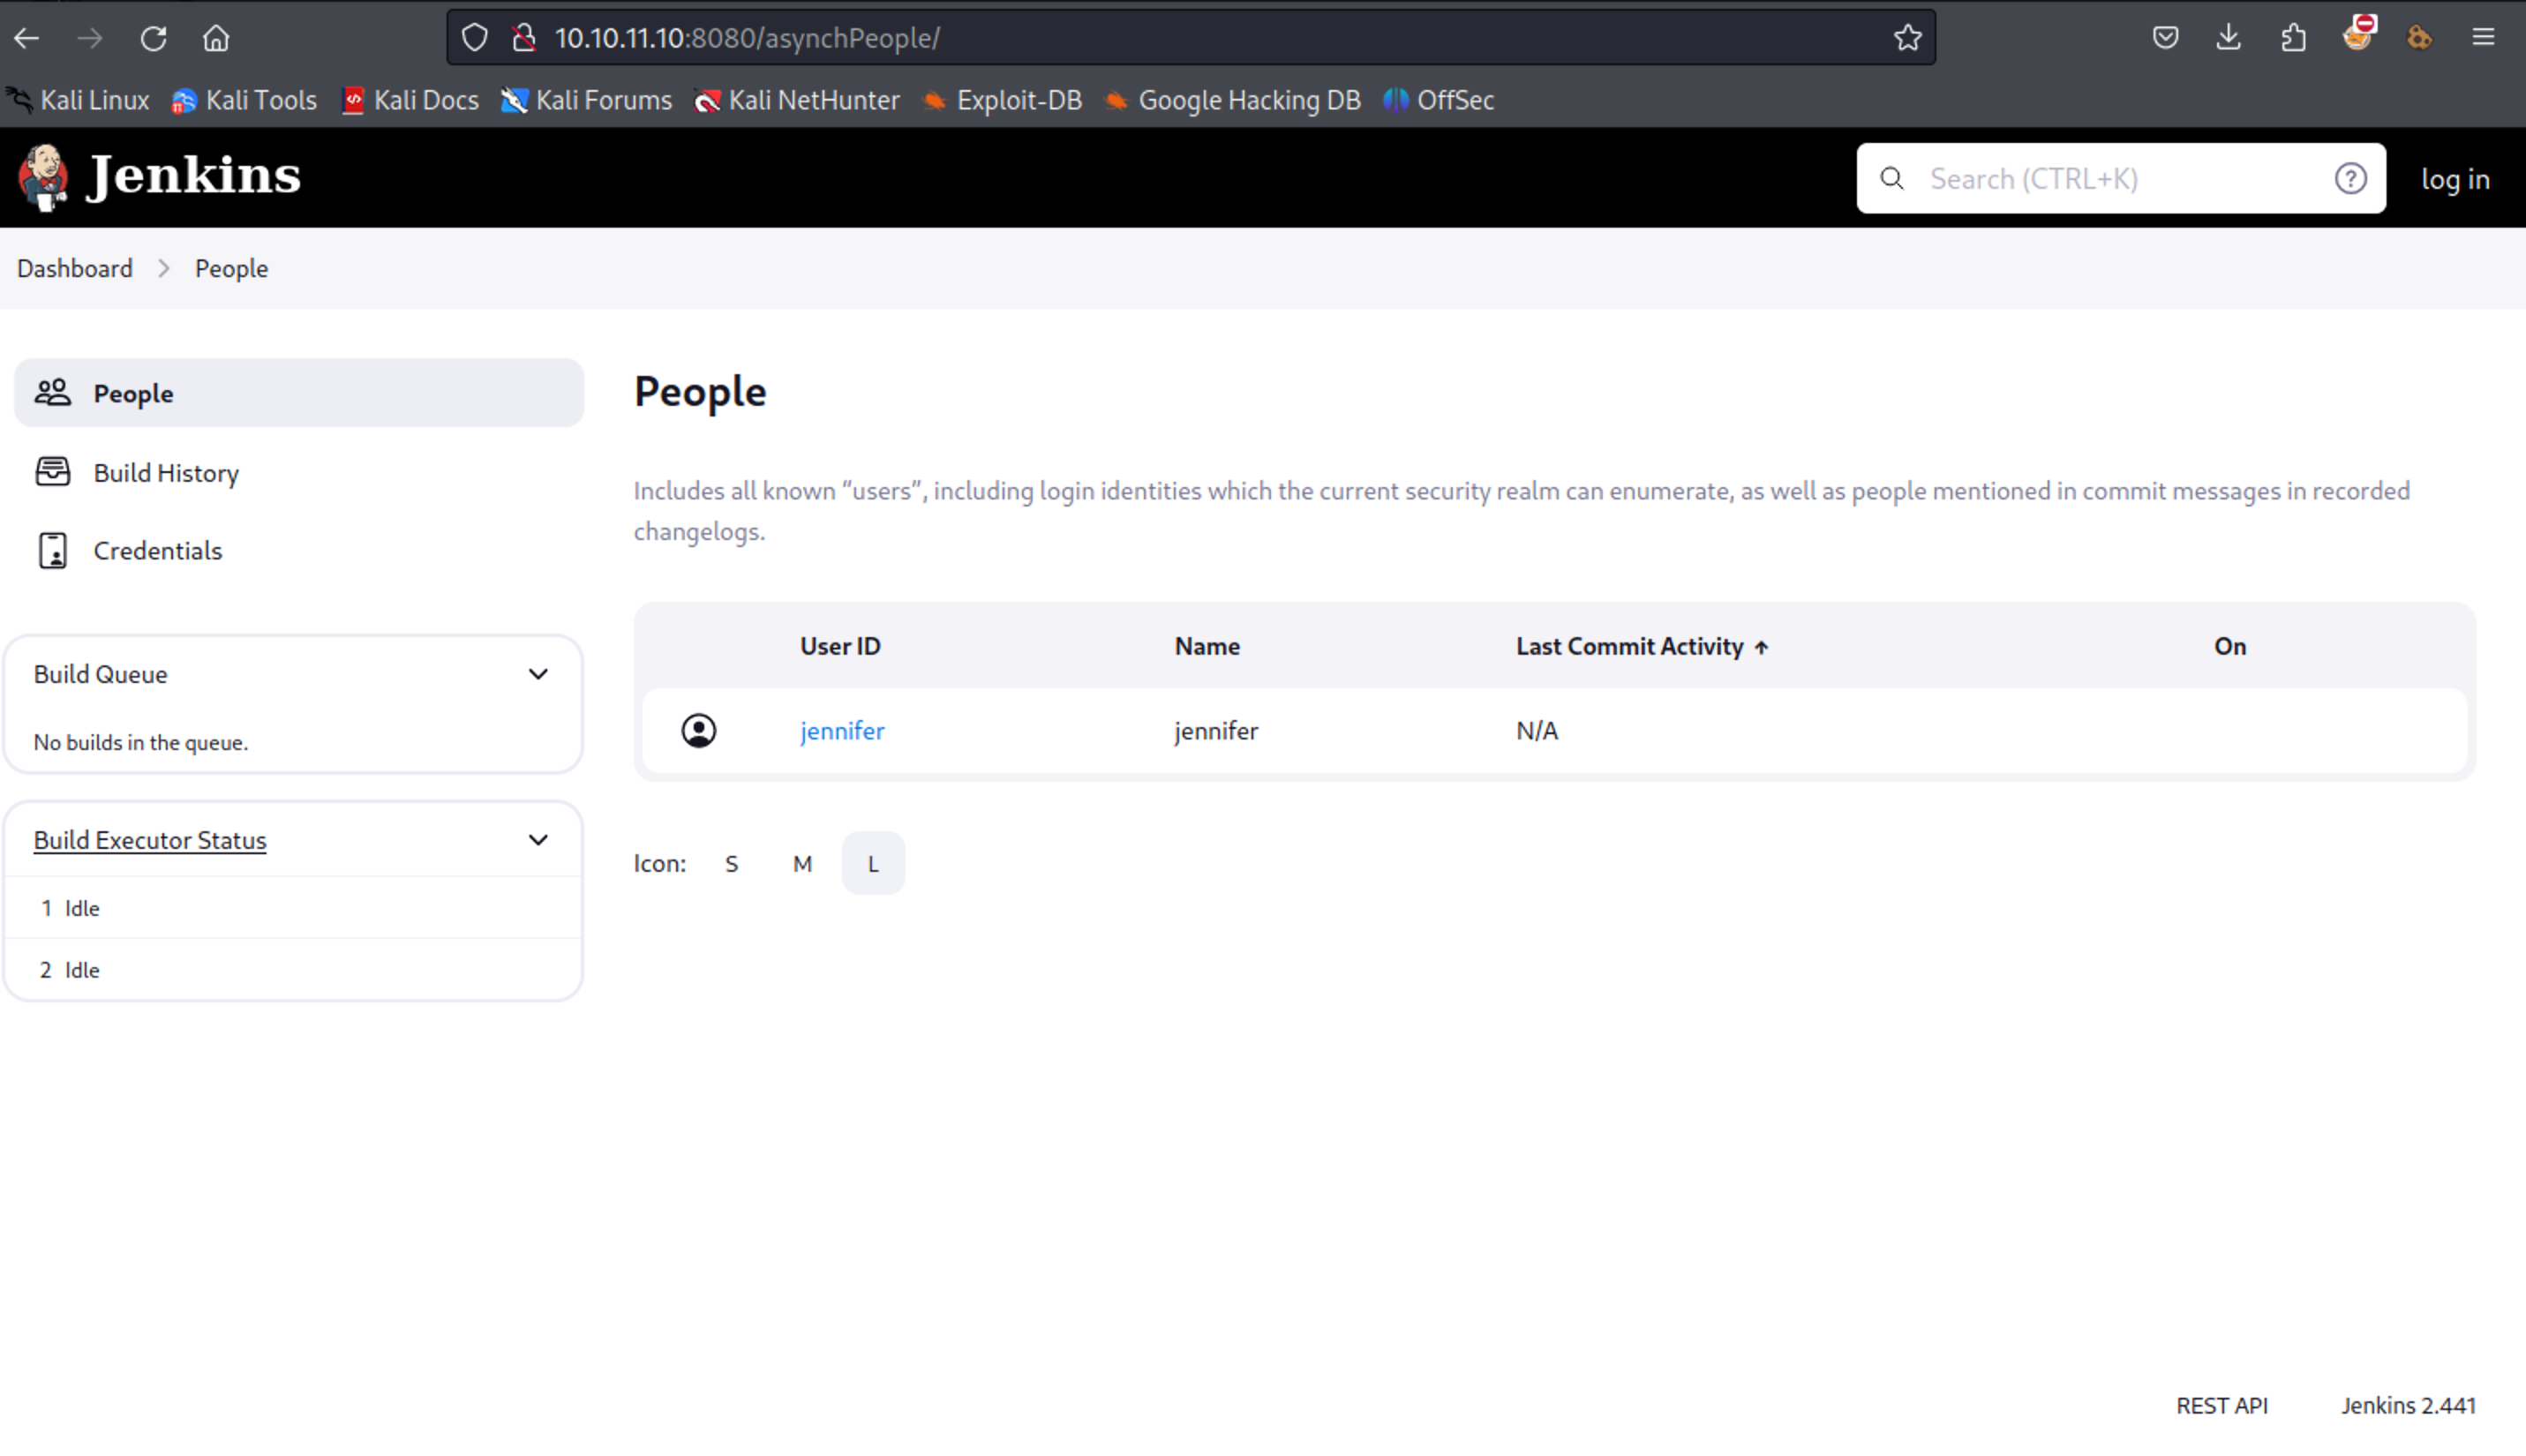 10.10.11.10:8080/asynchPeople/
Kali Linux Kali Tools Kali Docs Kali Forums Kali NetHunter Exploit-DB Google Hacking DB OffSec
Jenkins Search (CTRL+K) ? log in
Dashboard People
People
Build History
Credentials
Build Queue
No builds in the queue.
Build Executor Status
1 Idle
2 Idle
People
Includes all known “users”, including login identities which the current security realm can enumerate, as well as people mentioned in commit messages in recorded
changelogs.
User ID Name Last Commit Activity ↑ On
jennifer jennifer N/A
Icon: S M L
REST API Jenkins 2.441